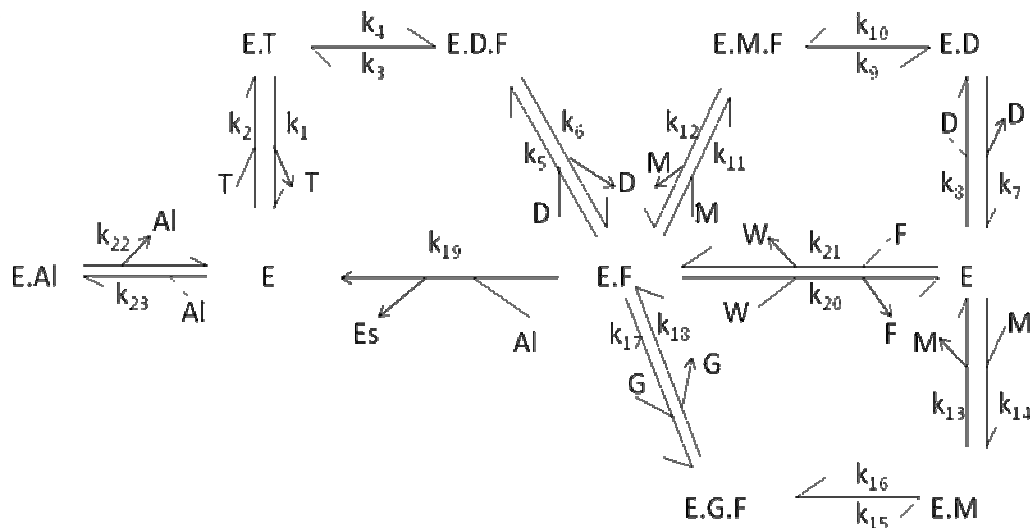 k₄
k₁₀
E.T
E.D.F
E.M.F
E.D
k₃
k₉
k₂
k₁
k₆
k₁₂
D
D
k₅
M
k₁₁
T
T
D
k₈
k₇
D
M
Al
k₂₂
k₁₉
W
k₂₁
F
E.Al
E
E.F
E
k₂₃
Al
k₂₀
Es
Al
W
F
k₁₇
k₁₈
M
M
G
G
k₁₃
k₁₄
k₁₆
E.G.F
E.M
k₁₅